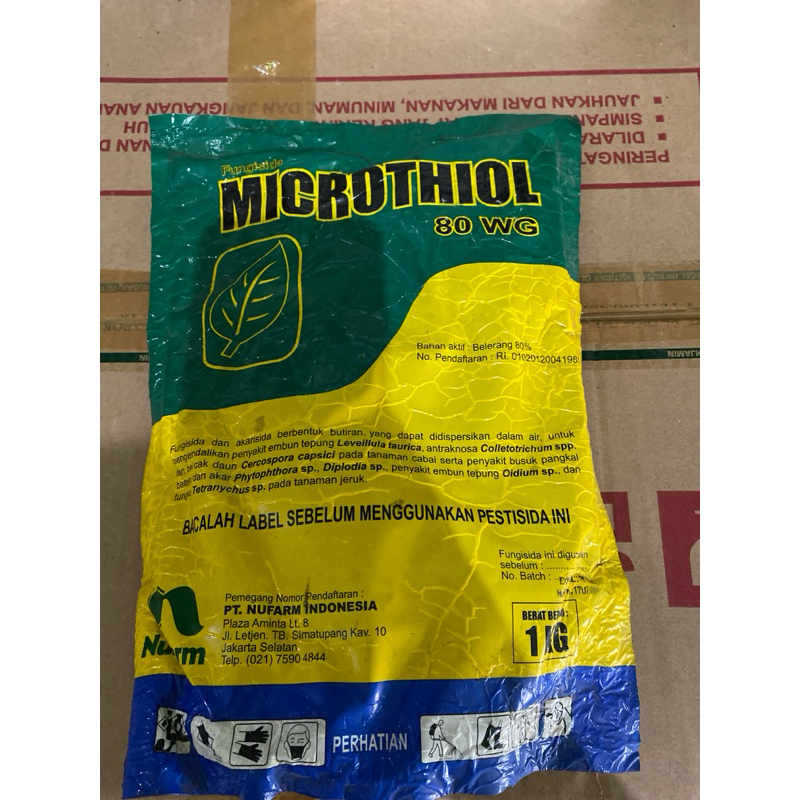 PERINGAT
DILARA
SIMPAN
JAUHKAN DARI MAKANAN, MINUMAN, DAN JANGKAUAN ANA
Fungisida
MICROTHIOL
80 WG
Bahan aktif : Belerang 80%
No. Pendaftaran : RI. 0102012004198
Fungisida dan akarisida berbentuk butiran yang dapat didispersikan dalam air, untuk
mengendalikan penyakit embun tepung Leveillula taurica, antraknosa Colletotrichum spp.
bercak daun Cercospora capsici pada tanaman cabai serta penyakit busuk pangkal
batang dan akar Phytophthora sp., Diplodia sp., penyakit embun tepung Oidium sp., dan
tungau Tetranychus sp. pada tanaman jeruk.
BACALAH LABEL SEBELUM MENGGUNAKAN PESTISIDA INI
Fungisida ini digunakan
sebelum : ............
No. Batch :
Pemegang Nomor Pendaftaran :
PT. NUFARM INDONESIA
Plaza Aminta Lt. 8
Jl. Letjen. TB. Simatupang Kav. 10
Jakarta Selatan
Telp. (021) 7590 4844
Nufarm
BERAT BERSIH :
1 KG
PERHATIAN